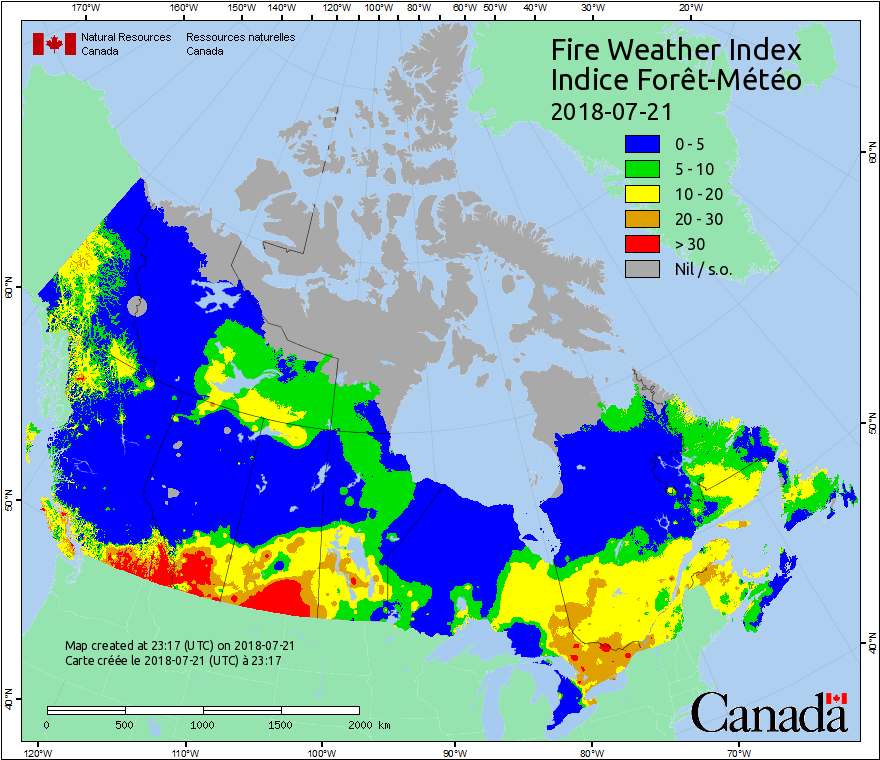 170°W 160°W 150°W 140°W 120°W 100°W 80°W 60°W 50°W 40°W 30°W 20°W
Natural Resources Canada
Ressources naturelles Canada
Fire Weather Index
Indice Forêt-Météo
2018-07-21
0 - 5
5 - 10
10 - 20
20 - 30
> 30
Nil / s.o.
60°N
60°N
50°N
50°N
40°N
40°N
Map created at 23:17 (UTC) on 2018-07-21
Carte créée le 2018-07-21 (UTC) à 23:17
0 500 1000 1500 2000 km
Canada
120°W 110°W 100°W 90°W 80°W 70°W